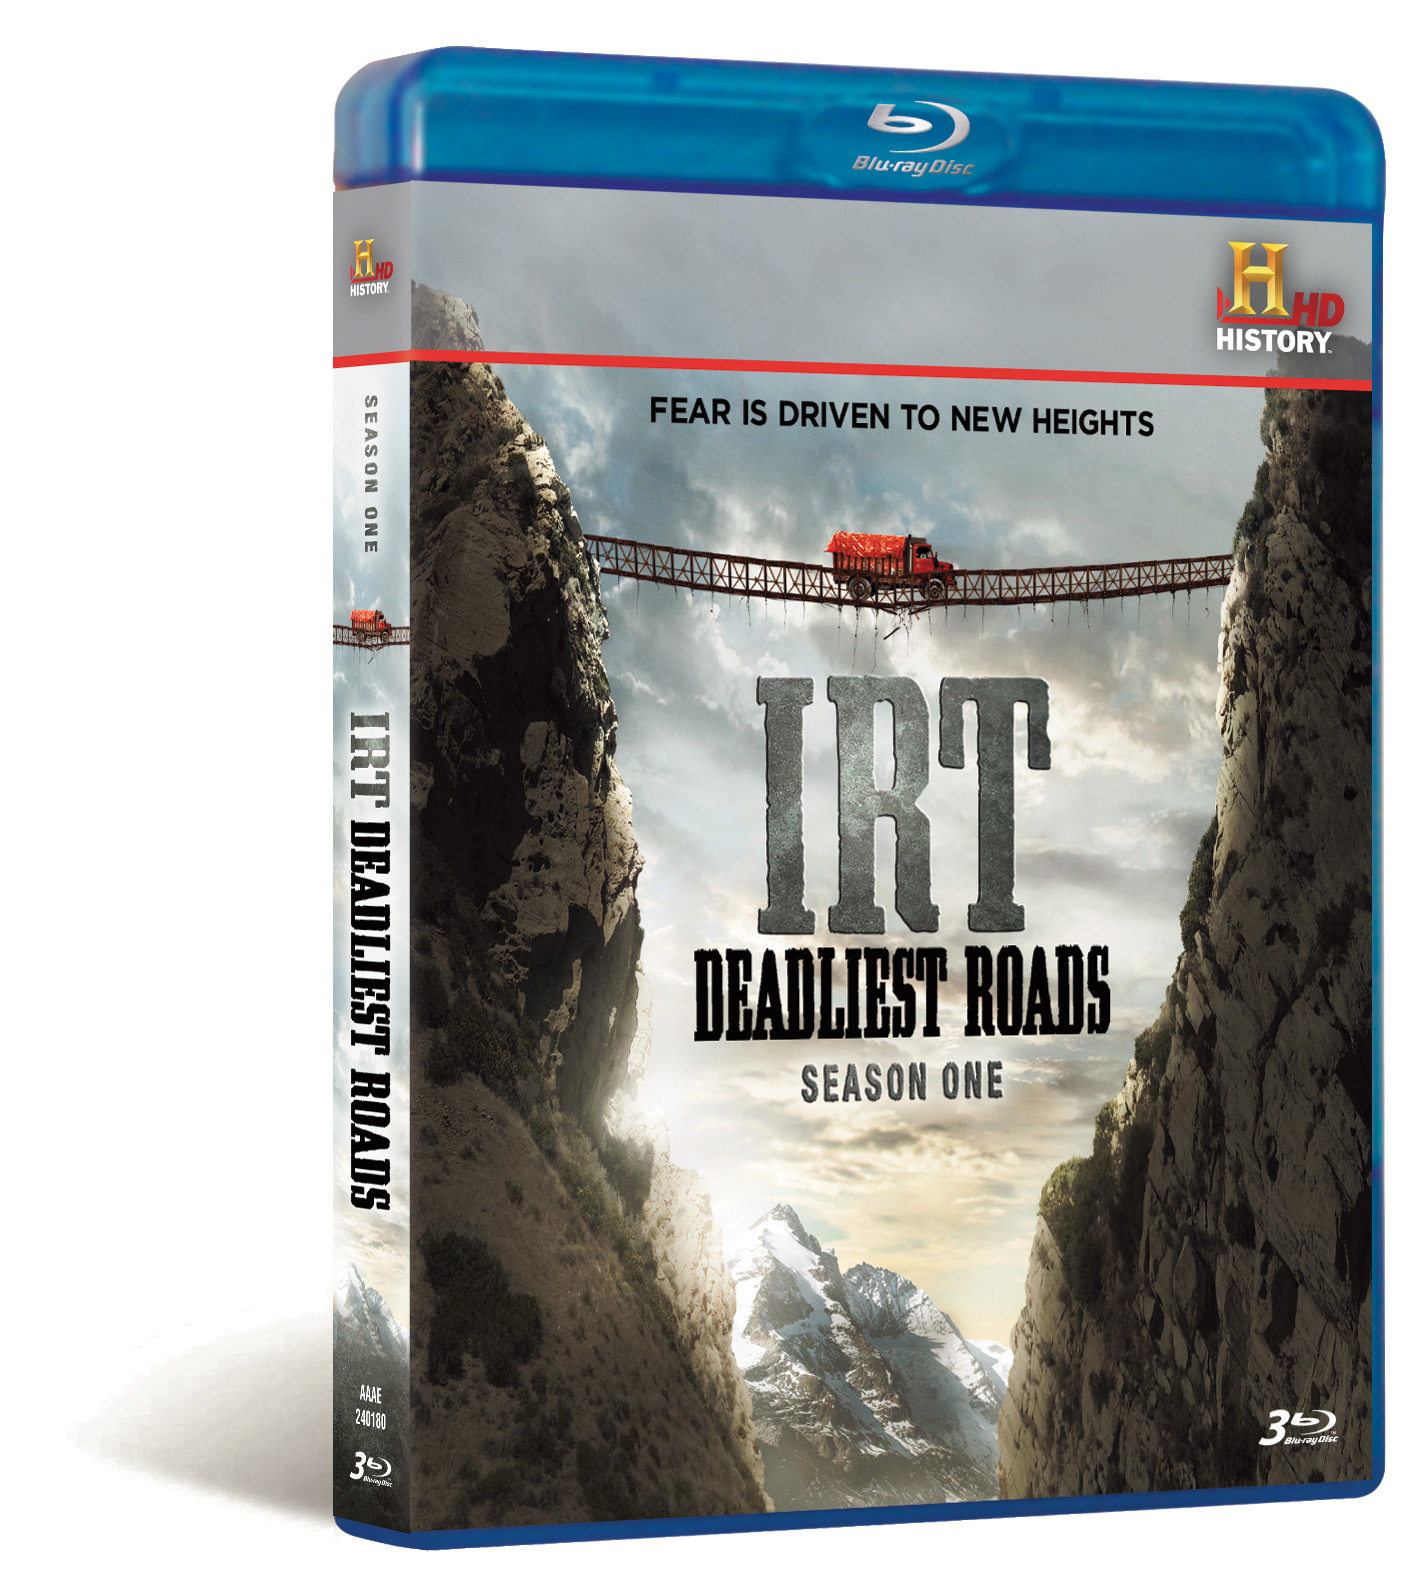 Blu-ray Disc
H HD
HISTORY
FEAR IS DRIVEN TO NEW HEIGHTS
IRT
DEADLIEST ROADS
SEASON ONE
3 Blu-ray Disc
H HD
HISTORY
SEASON ONE
IRT DEADLIEST ROADS
AAAE
240180
3 Blu-ray Disc